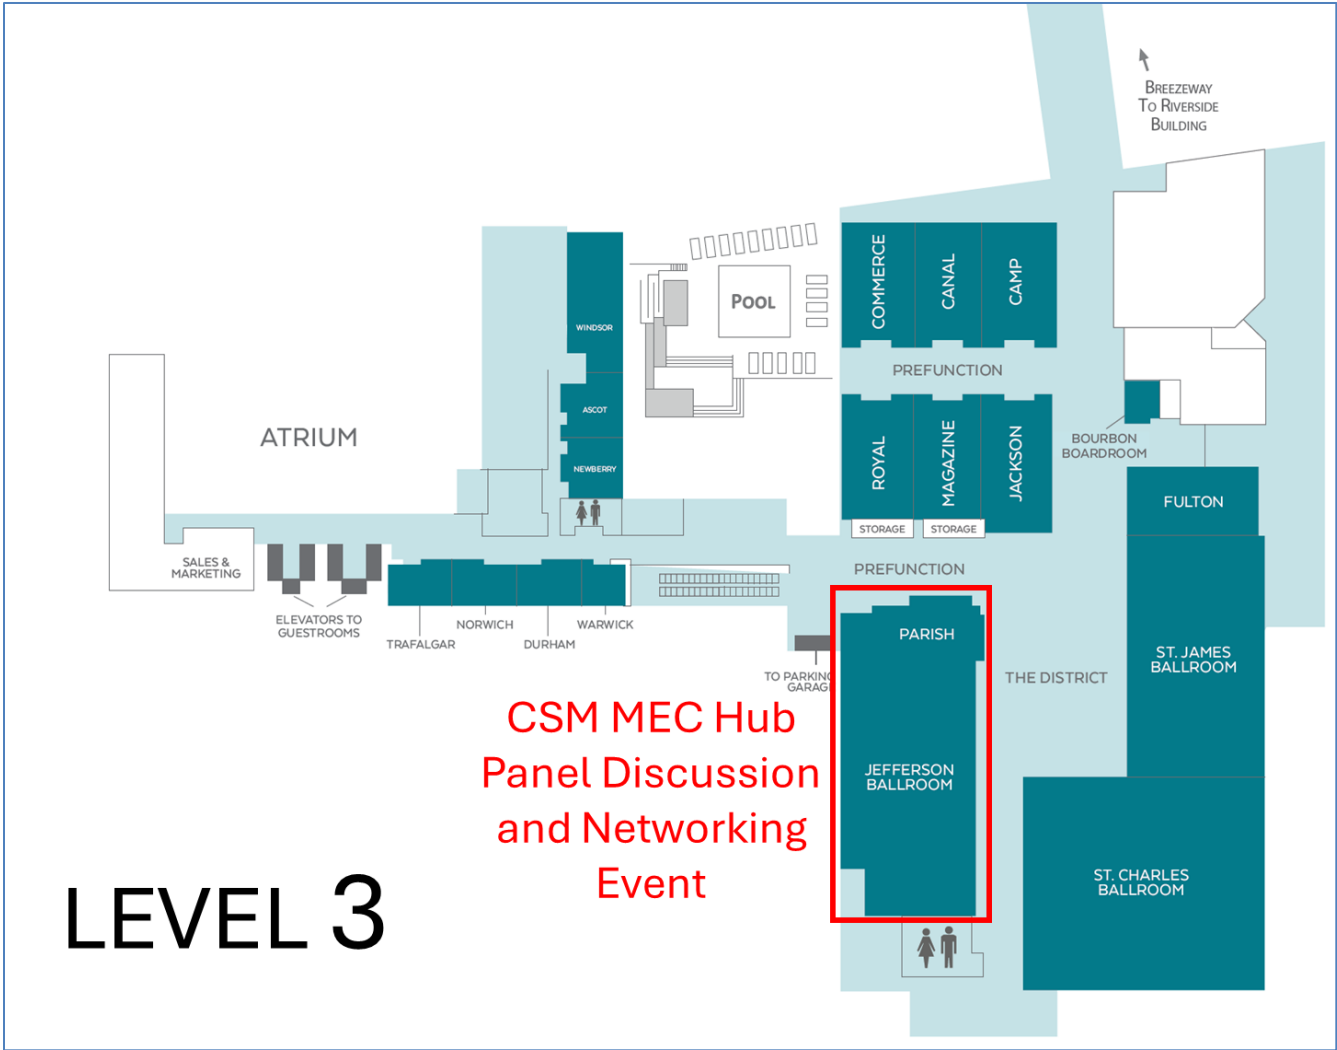 BREEZEWAY
TO RIVERSIDE
BUILDING
COMMERCE
CANAL
CAMP
POOL
WINDSOR
PREFUNCTION
ASCOT
ATRIUM
BOURBON
BOARDROOM
ROYAL
MAGAZINE
JACKSON
NEWBERRY
FULTON
STORAGE
STORAGE
SALES &
MARKETING
PREFUNCTION
ELEVATORS TO
GUESTROOMS
TRAFALGAR
NORWICH
DURHAM
WARWICK
PARISH
ST. JAMES
BALLROOM
TO PARKING
GARAGE
THE DISTRICT
CSM MEC Hub
Panel Discussion
and Networking
Event
JEFFERSON
BALLROOM
ST. CHARLES
BALLROOM
LEVEL 3